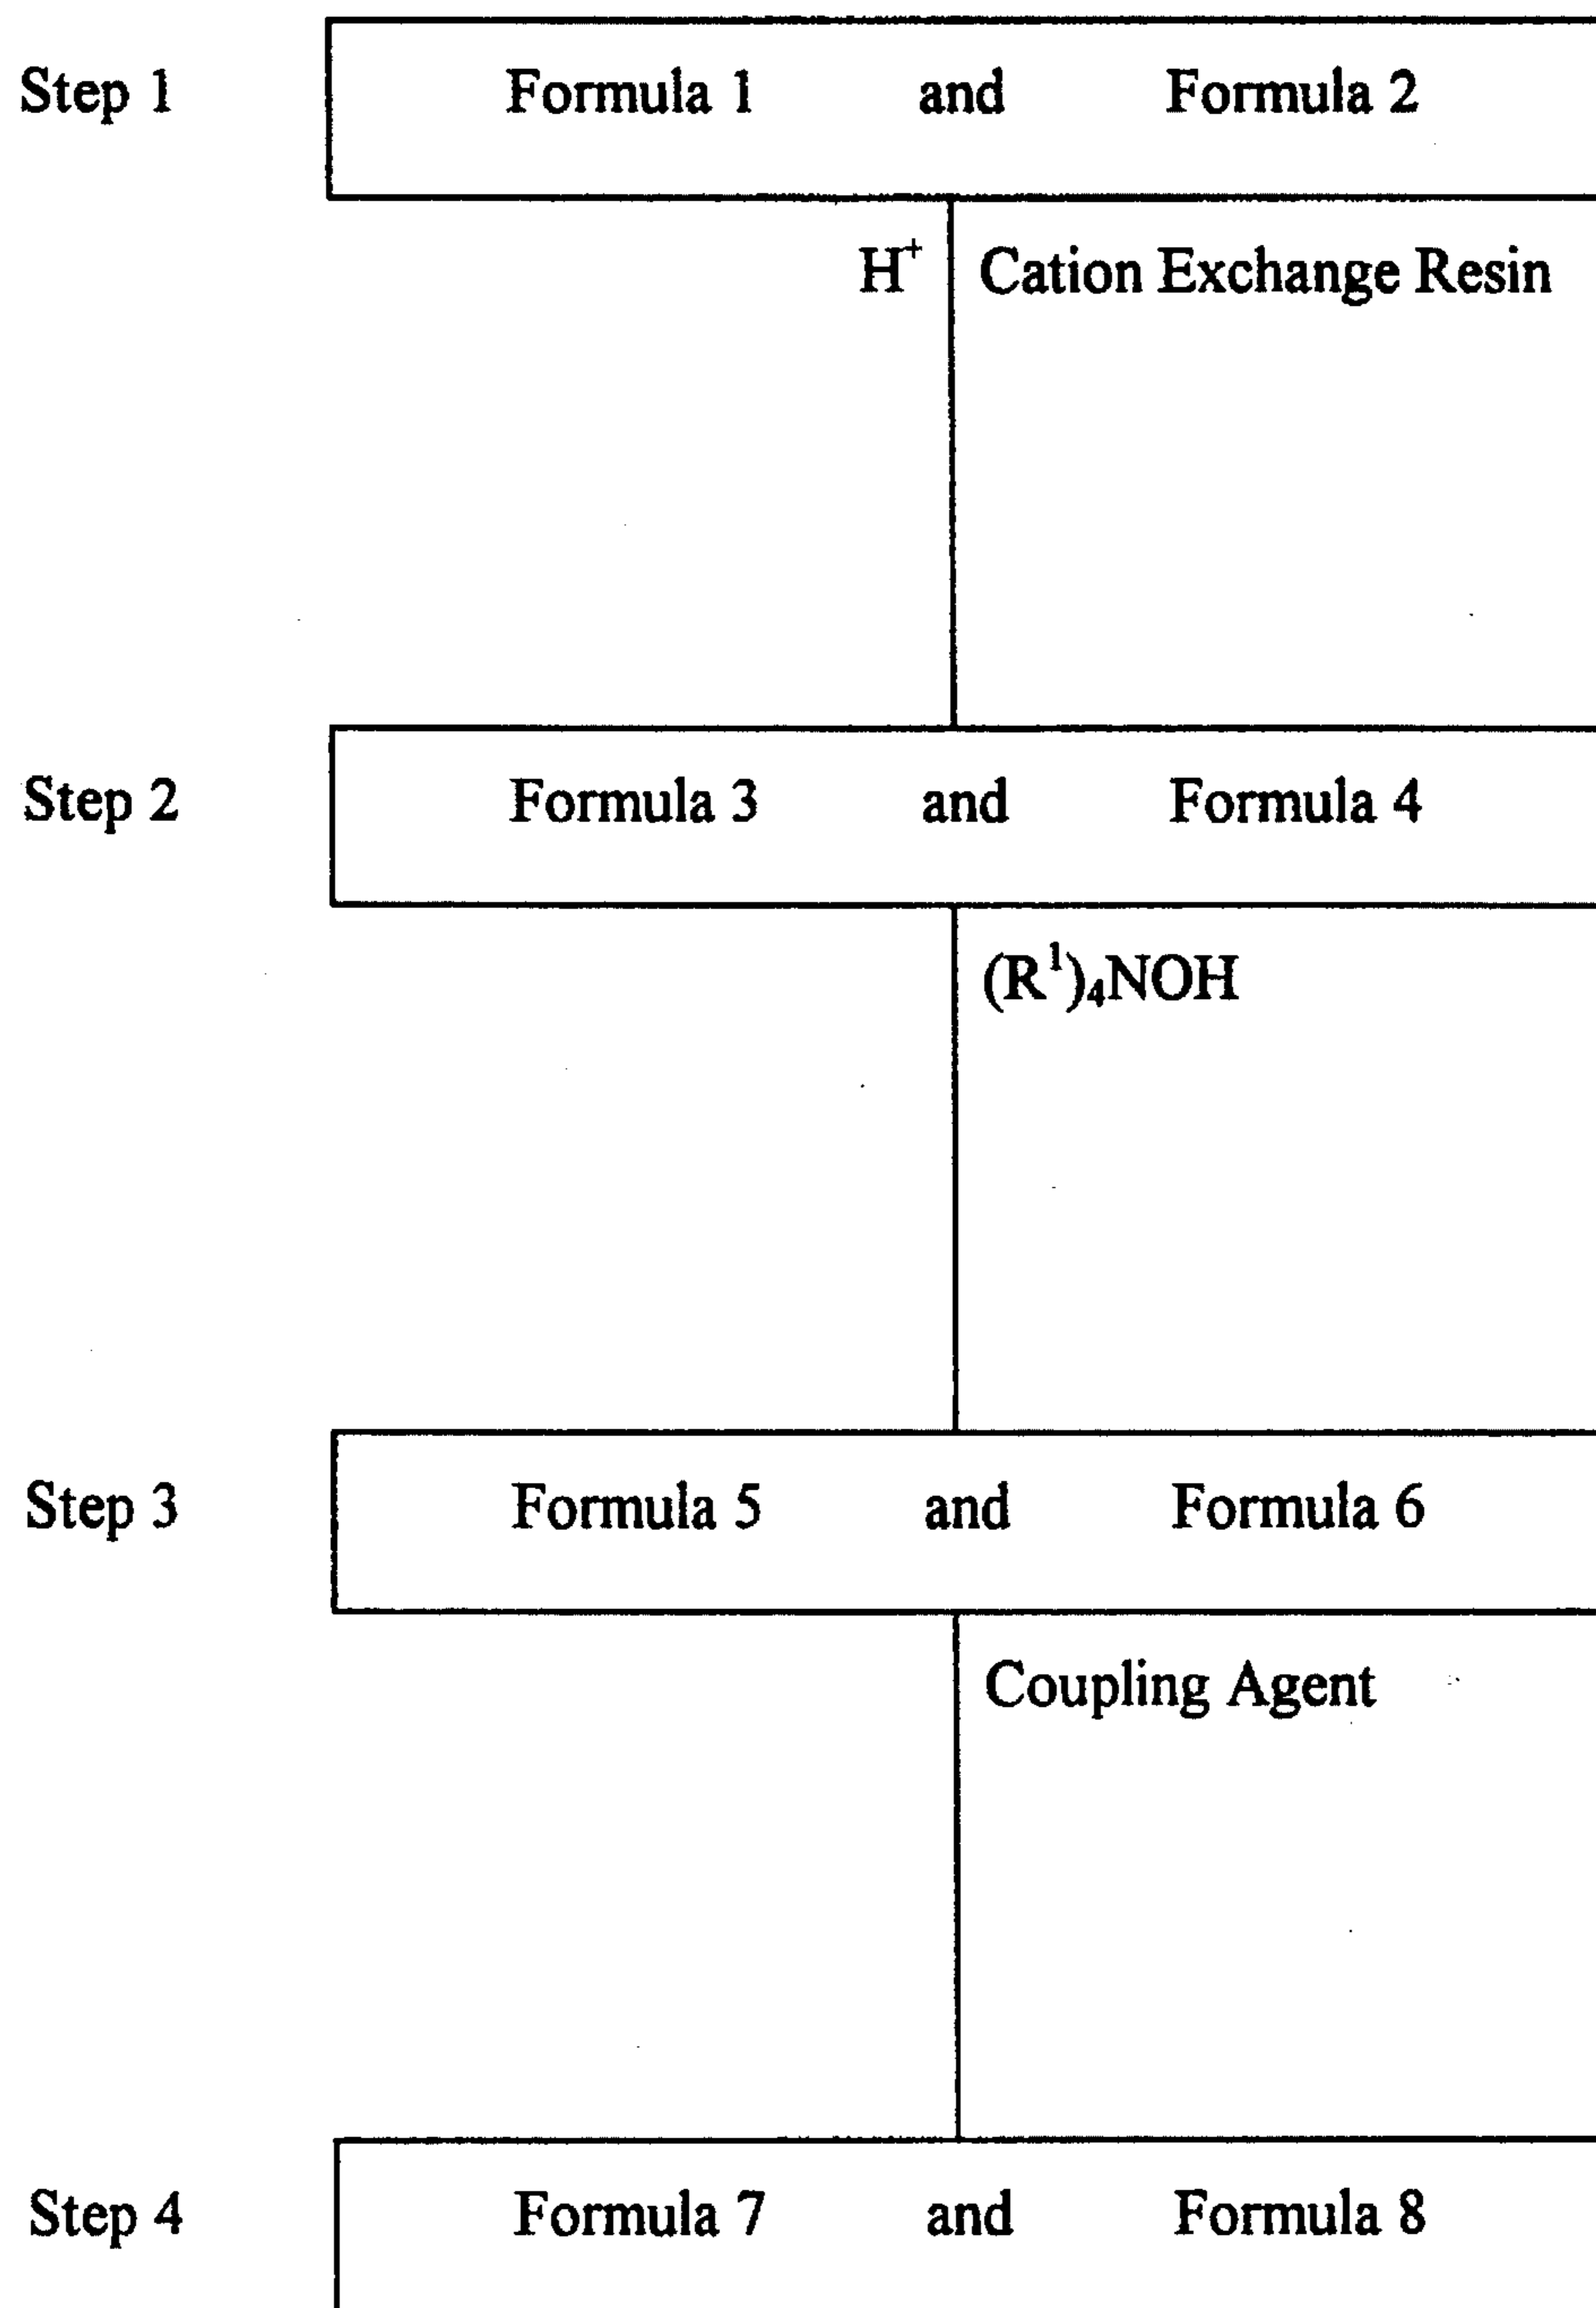 Step 1 Formula 1 and Formula 2
H⁺ Cation Exchange Resin
Step 2 Formula 3 and Formula 4
(R¹)₄NOH
Step 3 Formula 5 and Formula 6
Coupling Agent
Step 4 Formula 7 and Formula 8